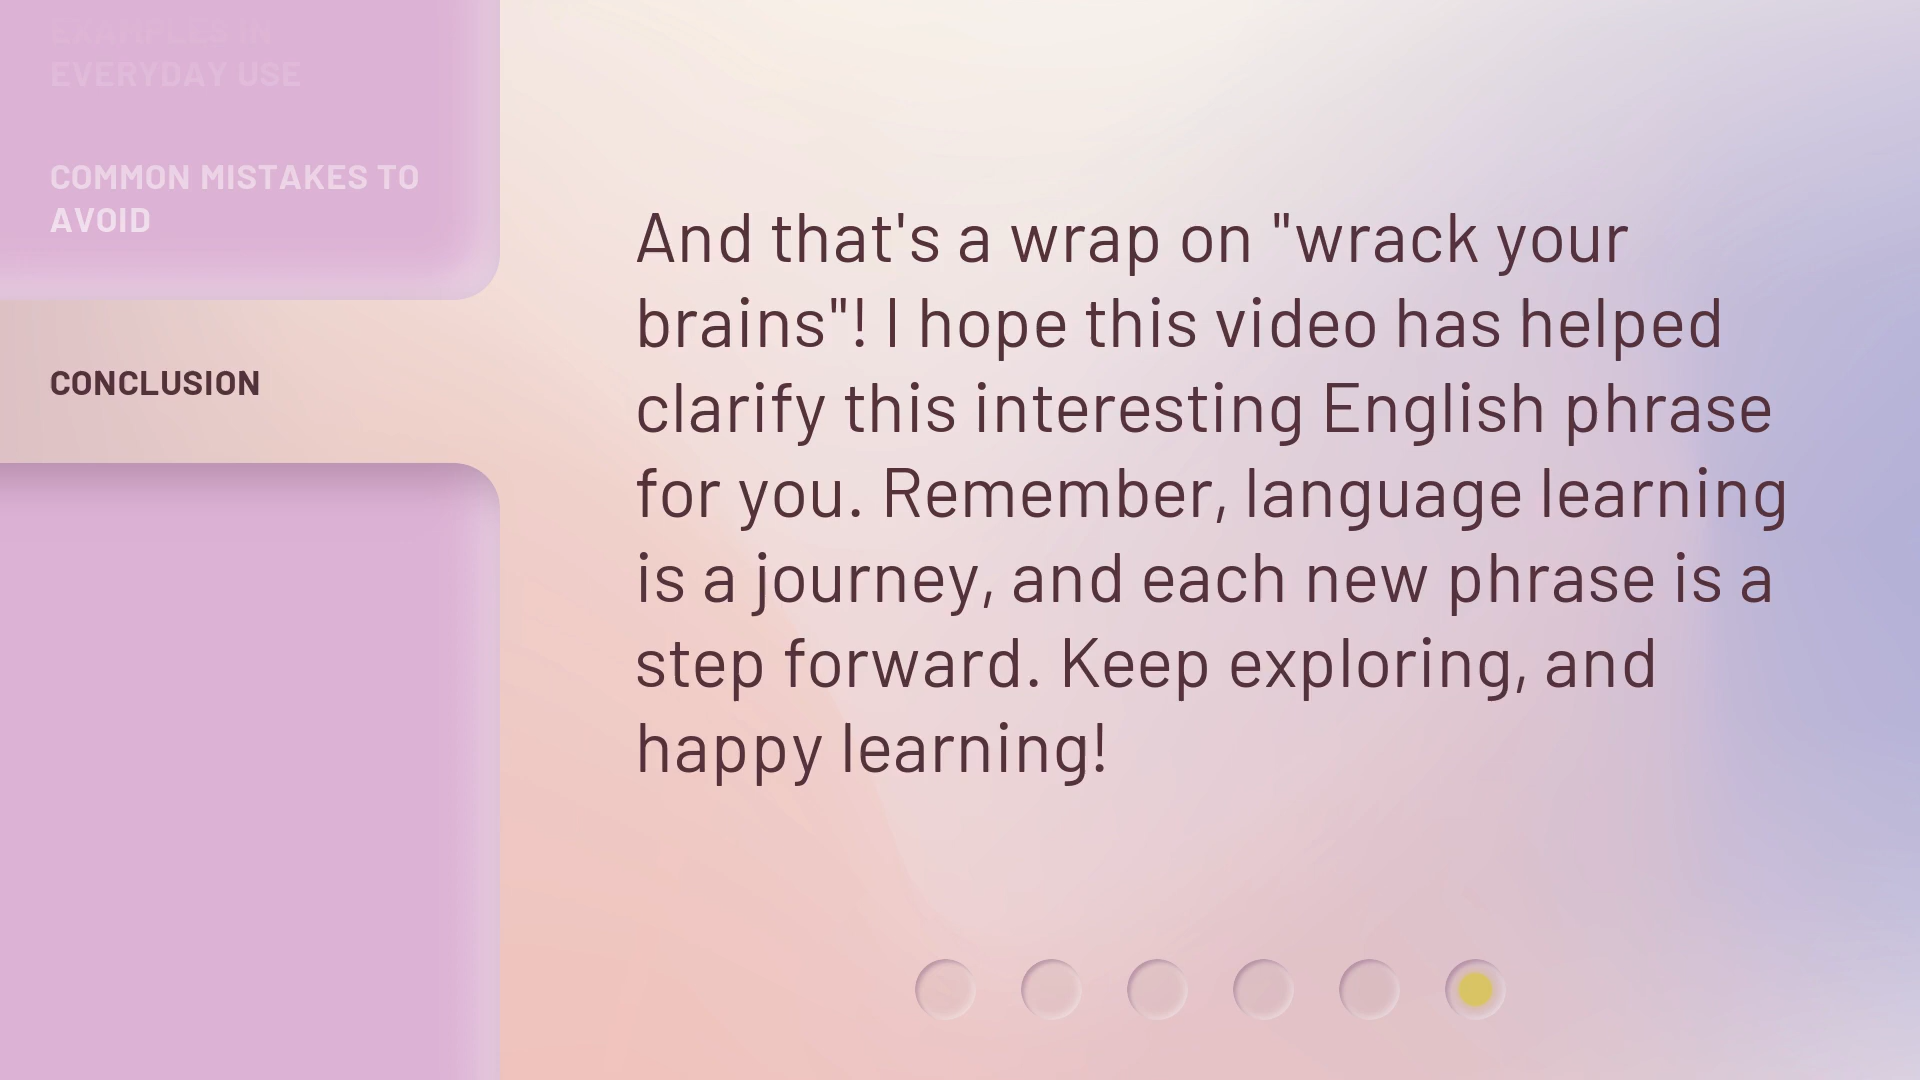 EXAMPLES IN
EVERYDAY USE
COMMON MISTAKES TO
AVOID
CONCLUSION
And that's a wrap on "wrack your
brains"! I hope this video has helped
clarify this interesting English phrase
for you. Remember, language learning
is a journey, and each new phrase is a
step forward. Keep exploring, and
happy learning!